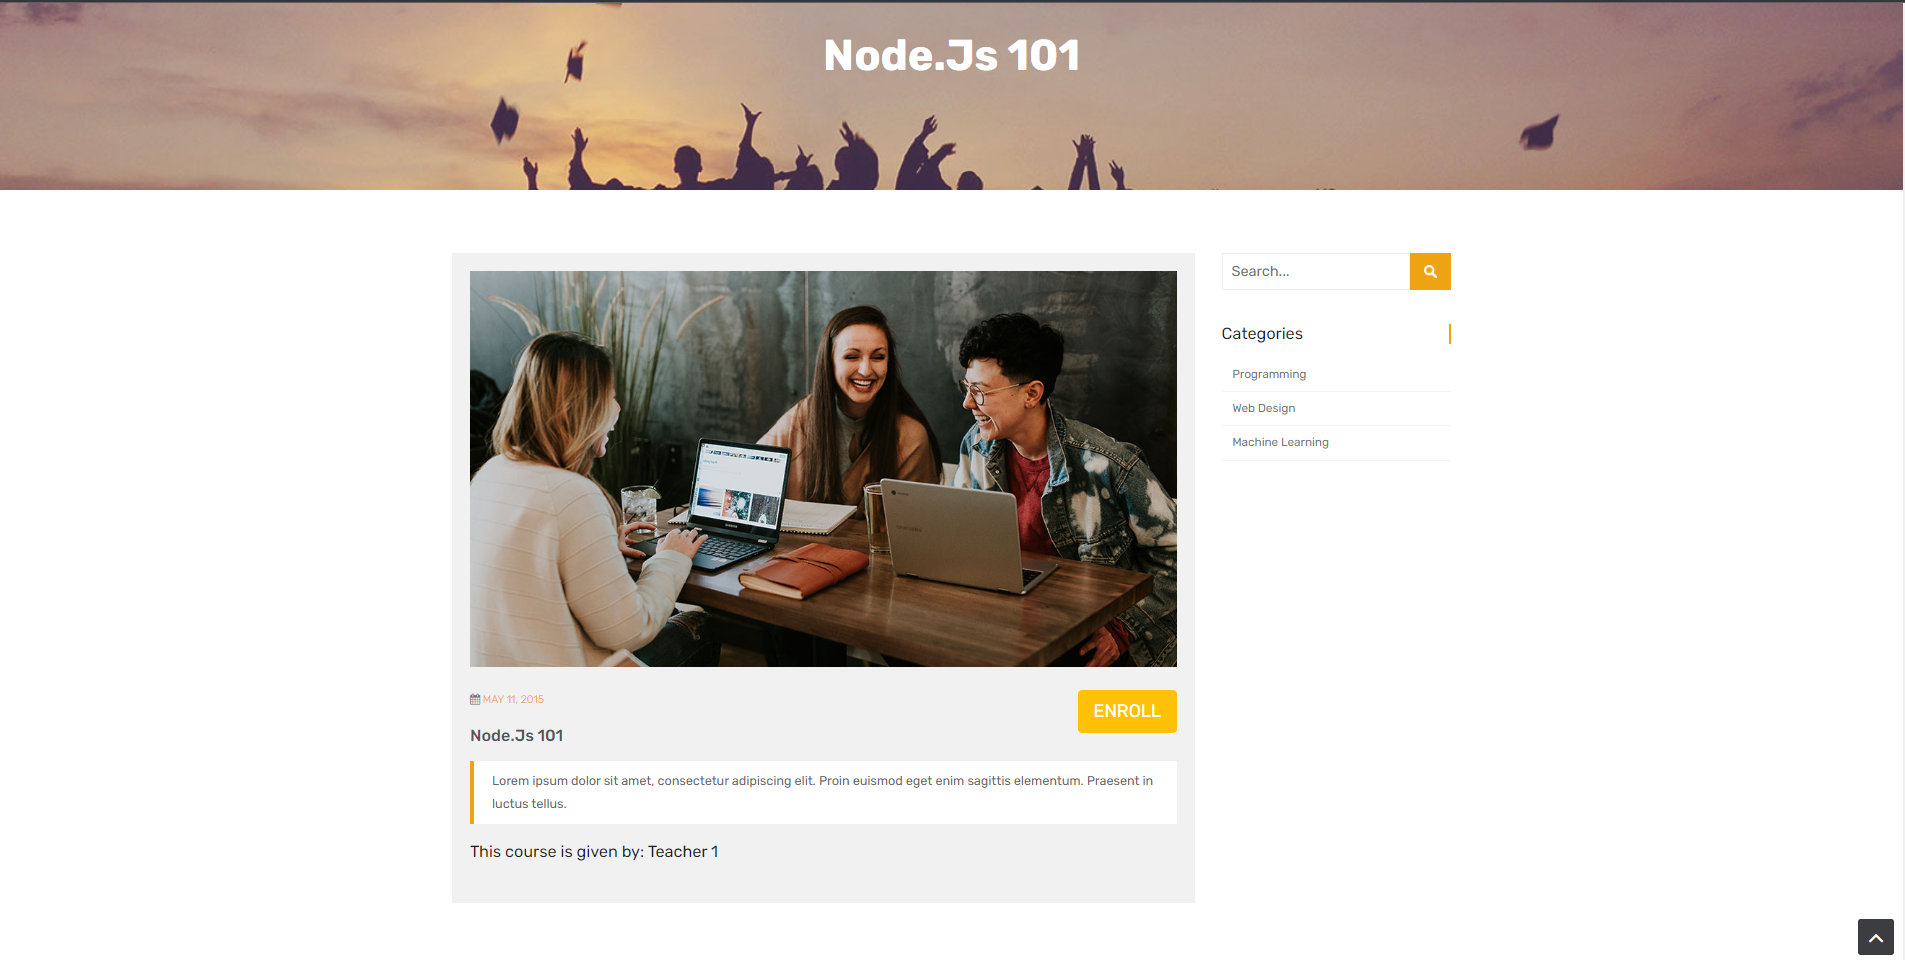 Node.Js 101
Search...
Categories
Programming
Web Design
Machine Learning
MAY 11, 2015
ENROLL
Node.Js 101
Lorem ipsum dolor sit amet, consectetur adipiscing elit. Proin euismod eget enim sagittis elementum. Praesent in
luctus tellus.
This course is given by: Teacher 1